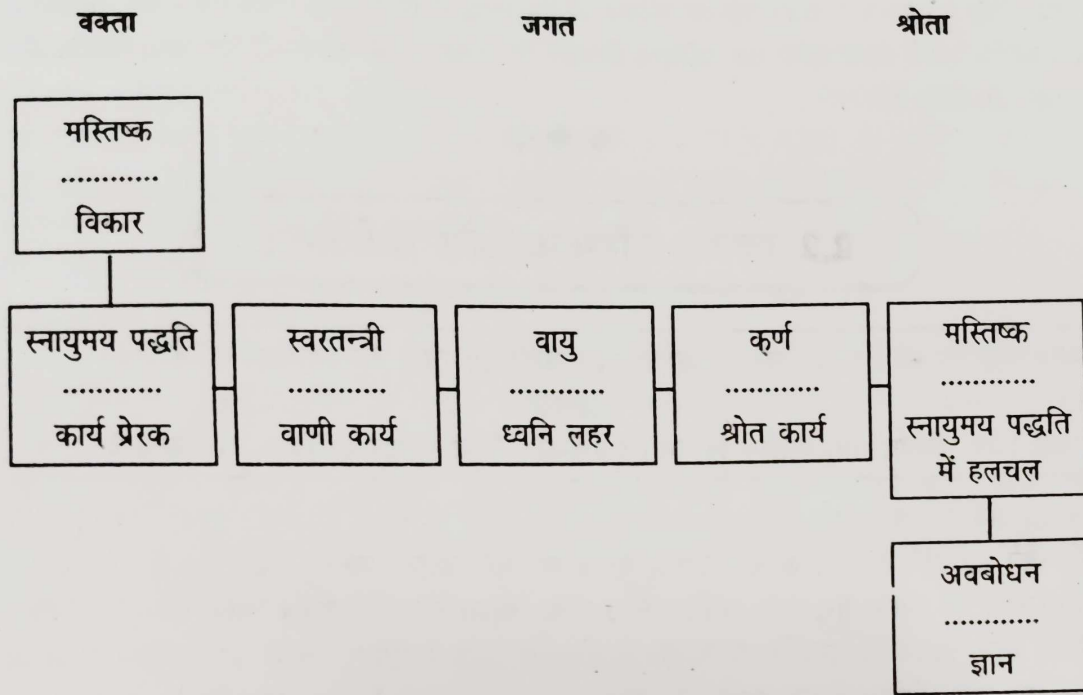 वक्ता जगत श्रोता
मस्तिष्क
............
विकार
स्नायुमय पद्धति
............
कार्य प्रेरक
स्वरतन्त्री
............
वाणी कार्य
वायु
............
ध्वनि लहर
कर्ण
............
श्रोत कार्य
मस्तिष्क
............
स्नायुमय पद्धति
में हलचल
अवबोधन
............
ज्ञान